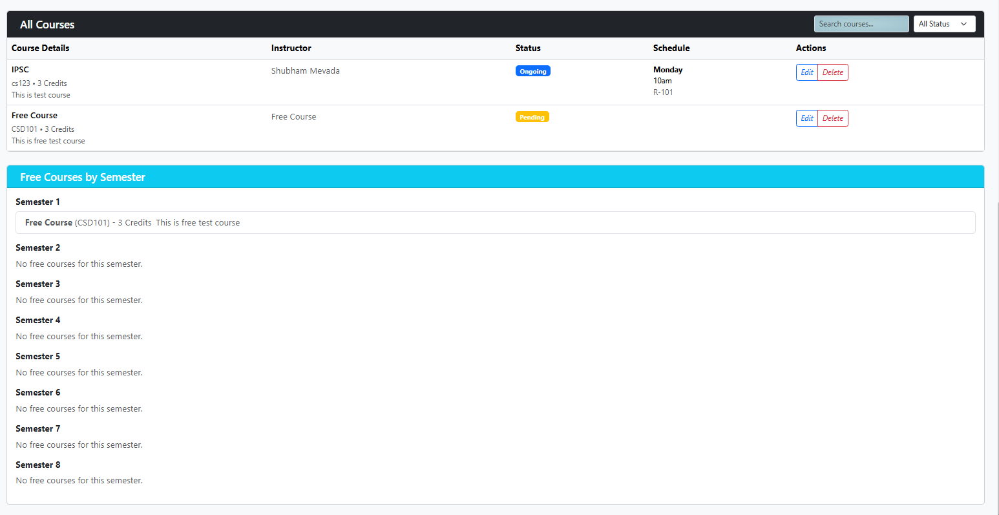 All Courses Search courses... All Status
Course Details Instructor Status Schedule Actions
IPSC Shubham Mevada Ongoing Monday Edit Delete
cs123 • 3 Credits 10am
This is test course R-101
Free Course Free Course Pending Edit Delete
CSD101 • 3 Credits
This is free test course
Free Courses by Semester
Semester 1
Free Course (CSD101) - 3 Credits This is free test course
Semester 2
No free courses for this semester.
Semester 3
No free courses for this semester.
Semester 4
No free courses for this semester.
Semester 5
No free courses for this semester.
Semester 6
No free courses for this semester.
Semester 7
No free courses for this semester.
Semester 8
No free courses for this semester.